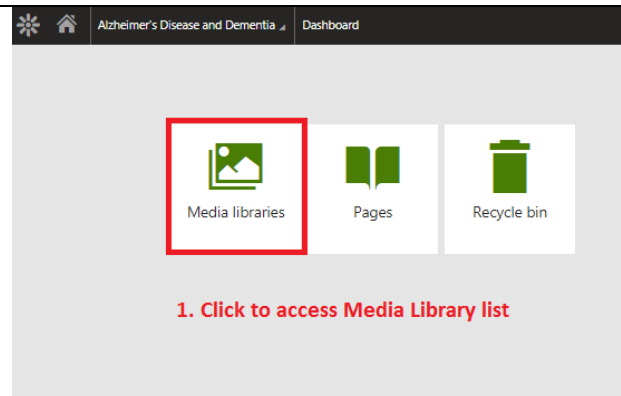 Alzheimer's Disease and Dementia Dashboard
Media libraries Pages Recycle bin
1. Click to access Media Library list